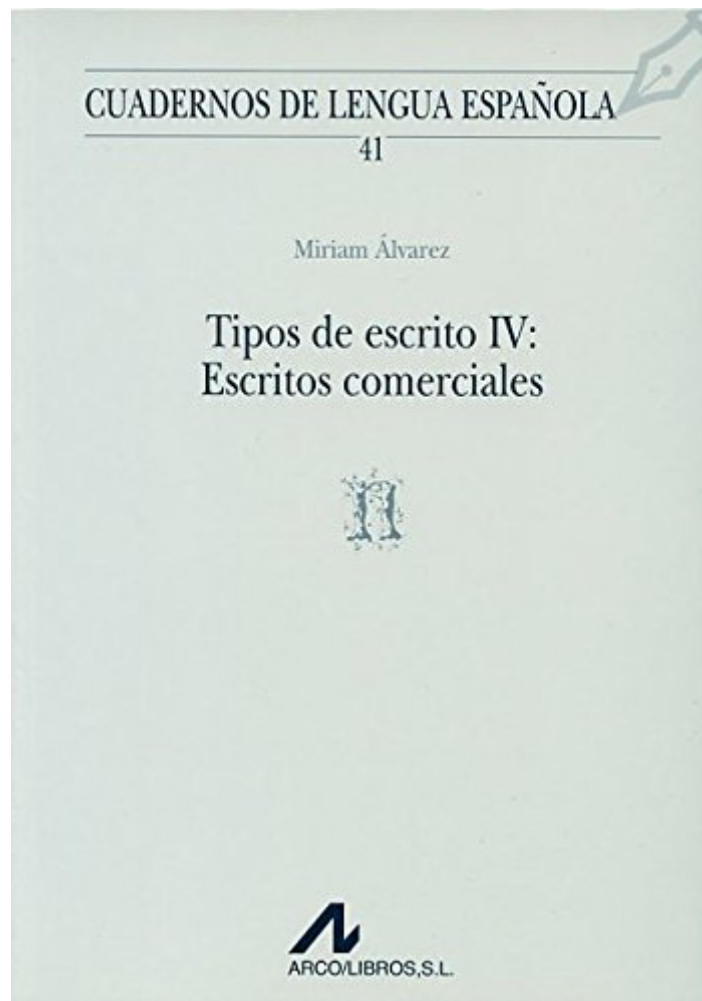 CUADERNOS DE LENGUA ESPAÑOLA
41
Miriam Álvarez
Tipos de escrito IV:
Escritos comerciales
n
ARCO/LIBROS,S.L.